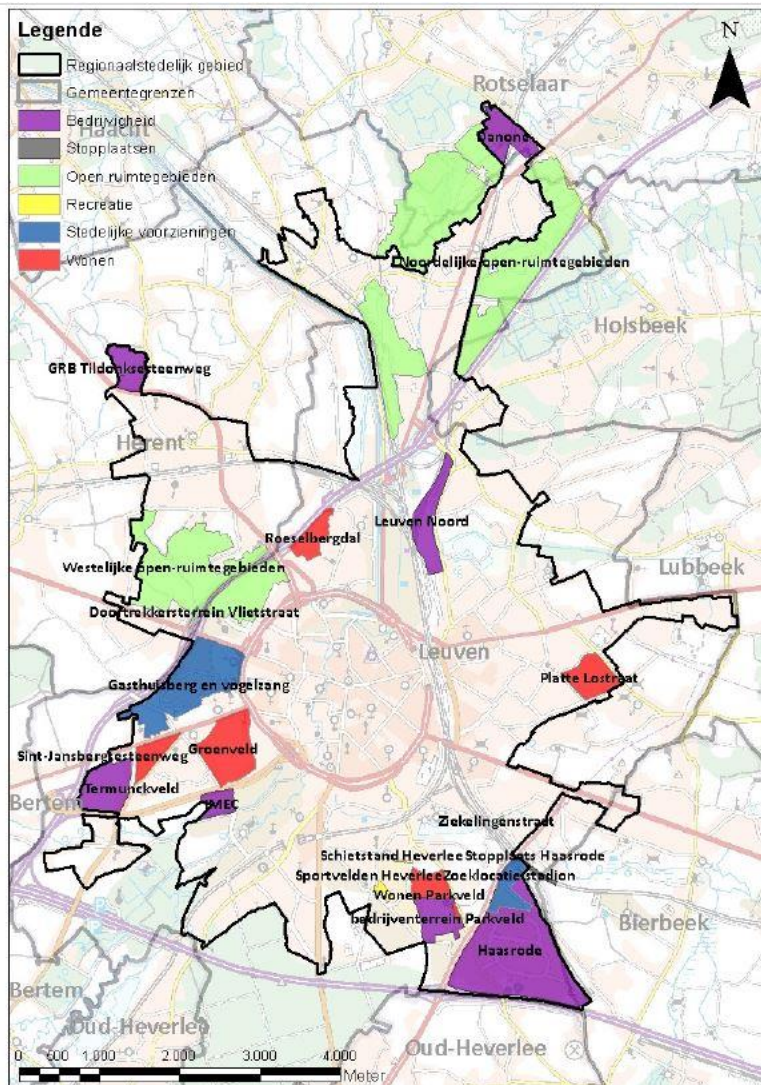 Legende
Regionaalstedelijk gebied
Gemeentegrenzen
Bedrijvigheid
Stopplaatsen
Open ruimtegebieden
Recreatie
Stedelijke voorzieningen
Wonen
N
Rotselaar
Haacht
Danone
Noordelijke open-ruimtegebieden
Holsbeek
GRB Tildonksesteenweg
Herent
Leuven Noord
Roeselbergdal
Westelijke open-ruimtegebieden
Lubbeek
Doortrekkersterrein Vlietstraat
Leuven
Gasthuisberg en vogelzang
Platte Lostraat
Groenveld
Sint-Jansbergsesteenweg
Termunckveld
Bertem
IMEC
Ziekelingenstraat
Schietstand Heverlee Stopplaats Haasrode
Sportvelden Heverlee Zoeklocatie stadion
Wonen Parkveld
bedrijventerrein Parkveld
Bierbeek
Haasrode
Bertem
Oud-Heverlee
Oud-Heverlee
0 500 1.000 2.000 3.000 4.000
Meter